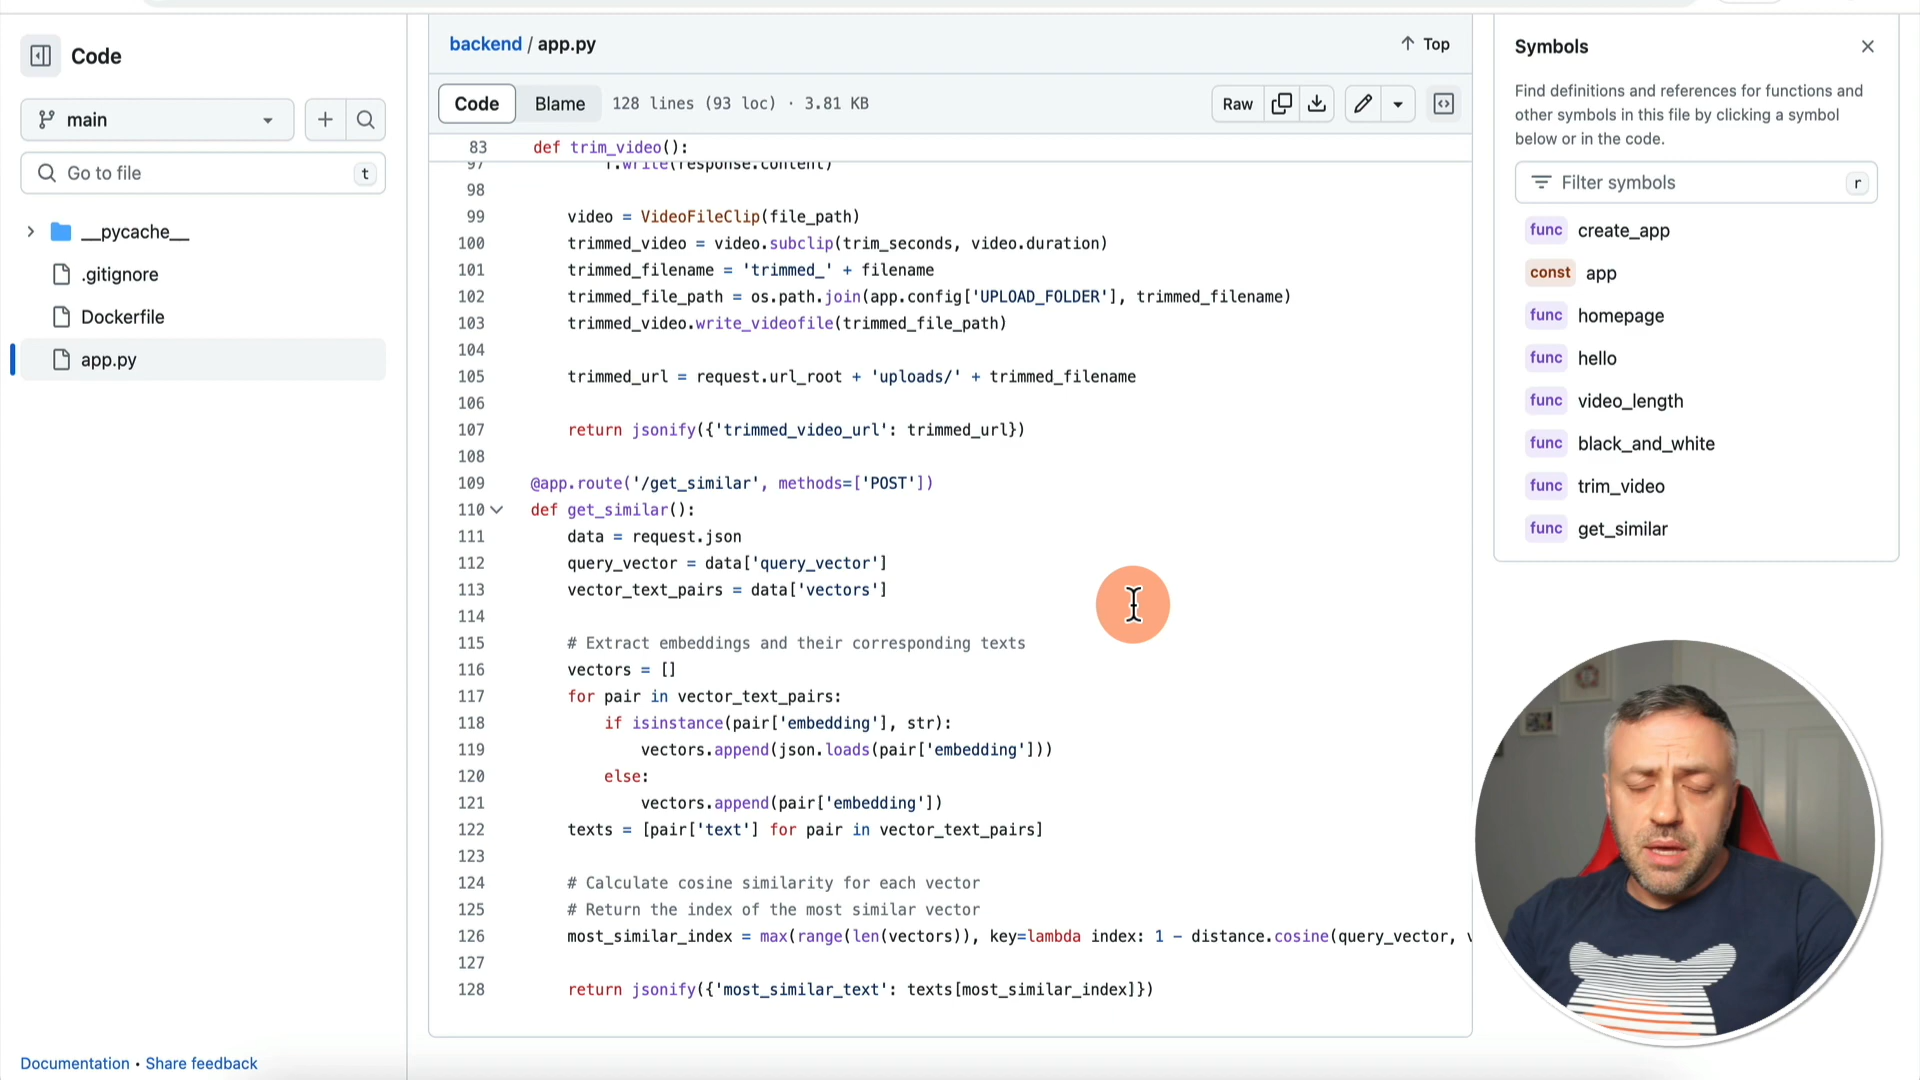 Code
main
Go to file
t
__pycache__
.gitignore
Dockerfile
app.py
Documentation • Share feedback
backend / app.py
Top
Code Blame 128 lines (93 loc) · 3.81 KB
Raw
83 def trim_video():
97 f.write(response.content)
98
99 video = VideoFileClip(file_path)
100 trimmed_video = video.subclip(trim_seconds, video.duration)
101 trimmed_filename = 'trimmed_' + filename
102 trimmed_file_path = os.path.join(app.config['UPLOAD_FOLDER'], trimmed_filename)
103 trimmed_video.write_videofile(trimmed_file_path)
104
105 trimmed_url = request.url_root + 'uploads/' + trimmed_filename
106
107 return jsonify({'trimmed_video_url': trimmed_url})
108
109 @app.route('/get_similar', methods=['POST'])
110 def get_similar():
111 data = request.json
112 query_vector = data['query_vector']
113 vector_text_pairs = data['vectors']
114
115 # Extract embeddings and their corresponding texts
116 vectors = []
117 for pair in vector_text_pairs:
118 if isinstance(pair['embedding'], str):
119 vectors.append(json.loads(pair['embedding']))
120 else:
121 vectors.append(pair['embedding'])
122 texts = [pair['text'] for pair in vector_text_pairs]
123
124 # Calculate cosine similarity for each vector
125 # Return the index of the most similar vector
126 most_similar_index = max(range(len(vectors)), key=lambda index: 1 - distance.cosine(query_vector,
127
128 return jsonify({'most_similar_text': texts[most_similar_index]})
Symbols
Find definitions and references for functions and
other symbols in this file by clicking a symbol
below or in the code.
Filter symbols
r
func create_app
const app
func homepage
func hello
func video_length
func black_and_white
func trim_video
func get_similar